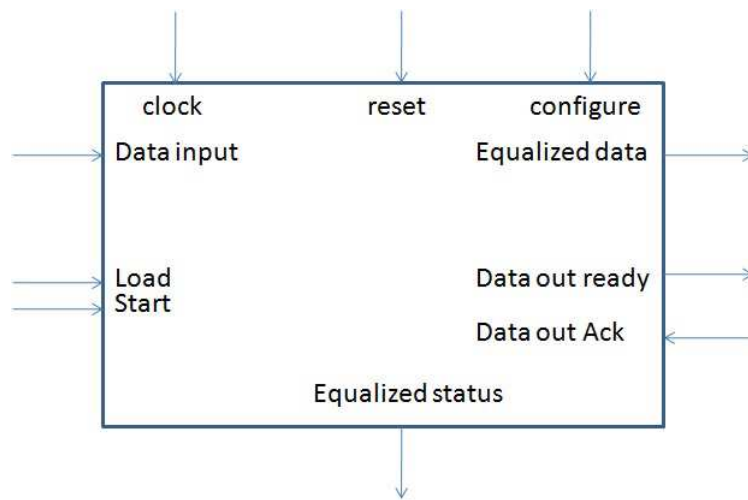 clock reset configure
Data input Equalized data
Load Data out ready
Start
Data out Ack
Equalized status